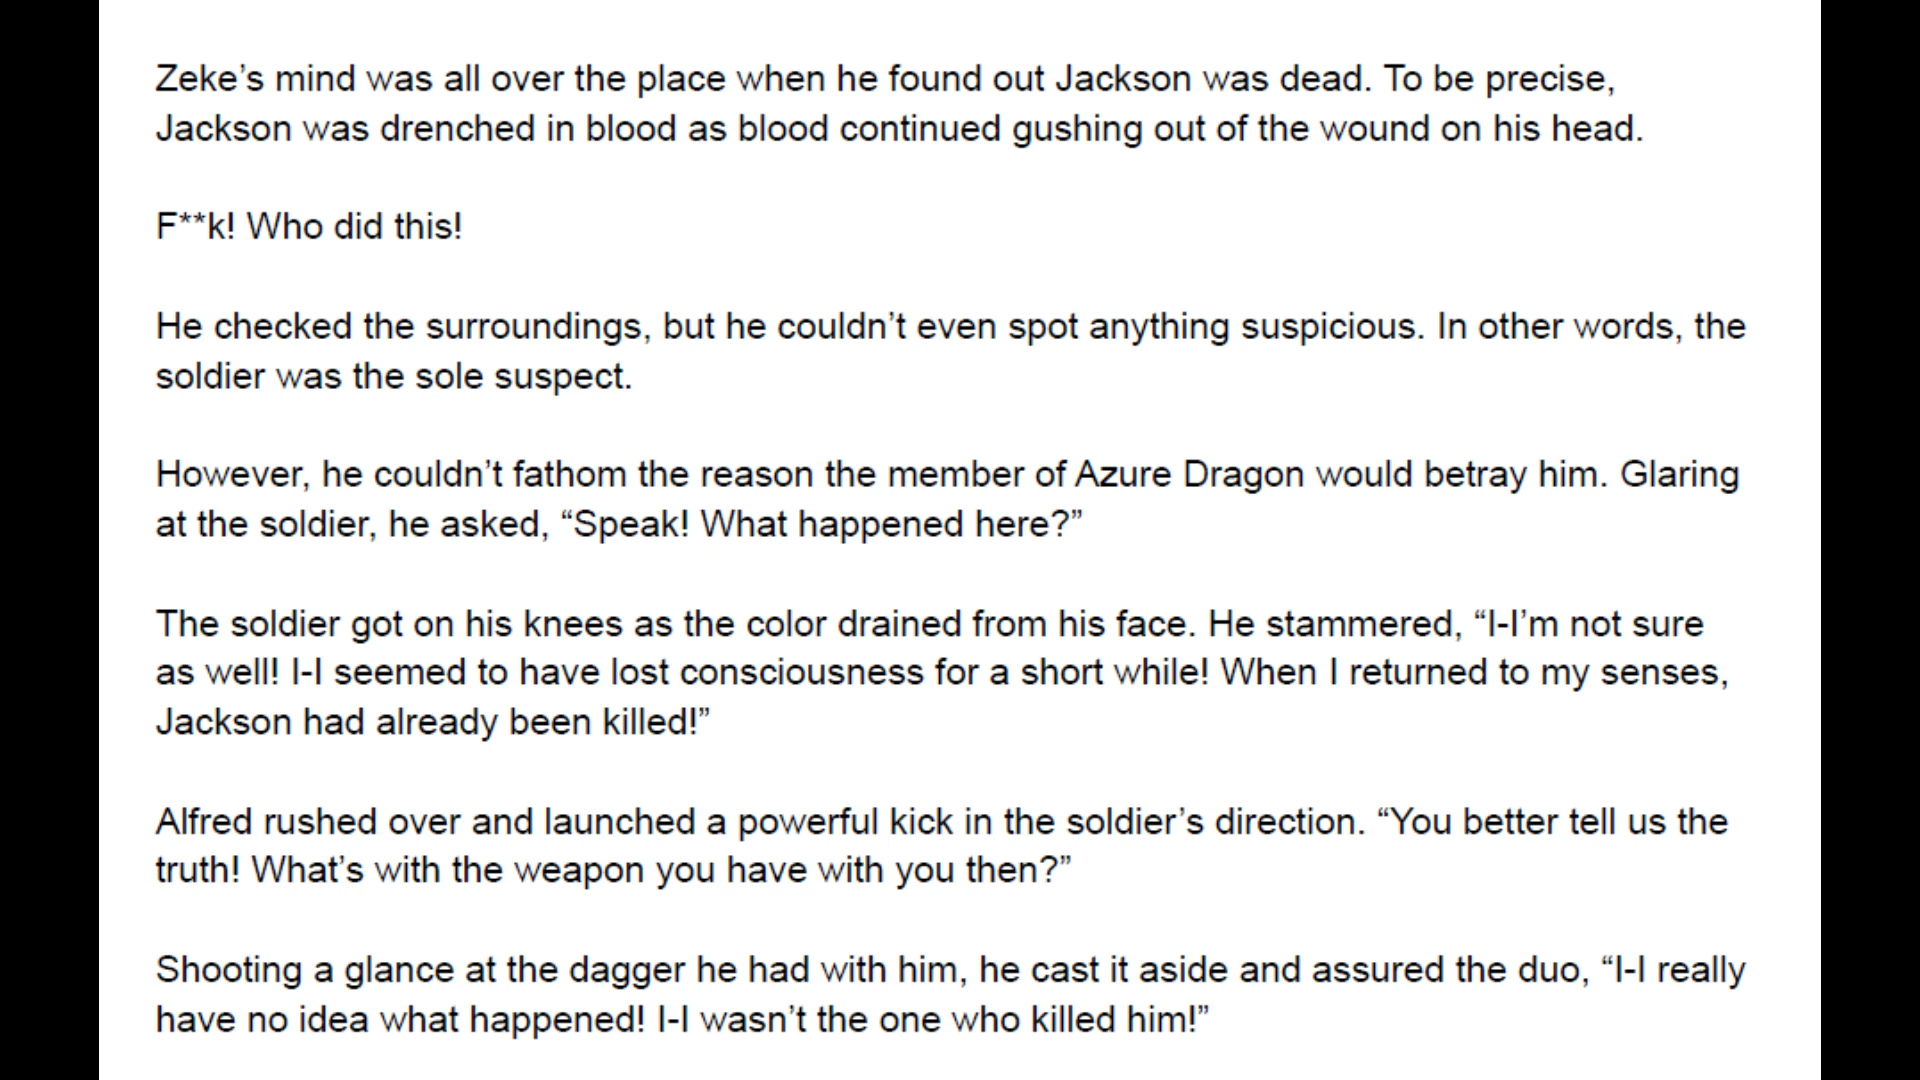 Zeke’s mind was all over the place when he found out Jackson was dead. To be precise,
Jackson was drenched in blood as blood continued gushing out of the wound on his head.
F**k! Who did this!
He checked the surroundings, but he couldn’t even spot anything suspicious. In other words, the
soldier was the sole suspect.
However, he couldn’t fathom the reason the member of Azure Dragon would betray him. Glaring
at the soldier, he asked, “Speak! What happened here?”
The soldier got on his knees as the color drained from his face. He stammered, “I-I’m not sure
as well! I-I seemed to have lost consciousness for a short while! When I returned to my senses,
Jackson had already been killed!”
Alfred rushed over and launched a powerful kick in the soldier’s direction. “You better tell us the
truth! What’s with the weapon you have with you then?”
Shooting a glance at the dagger he had with him, he cast it aside and assured the duo, “I-I really
have no idea what happened! I-I wasn’t the one who killed him!”